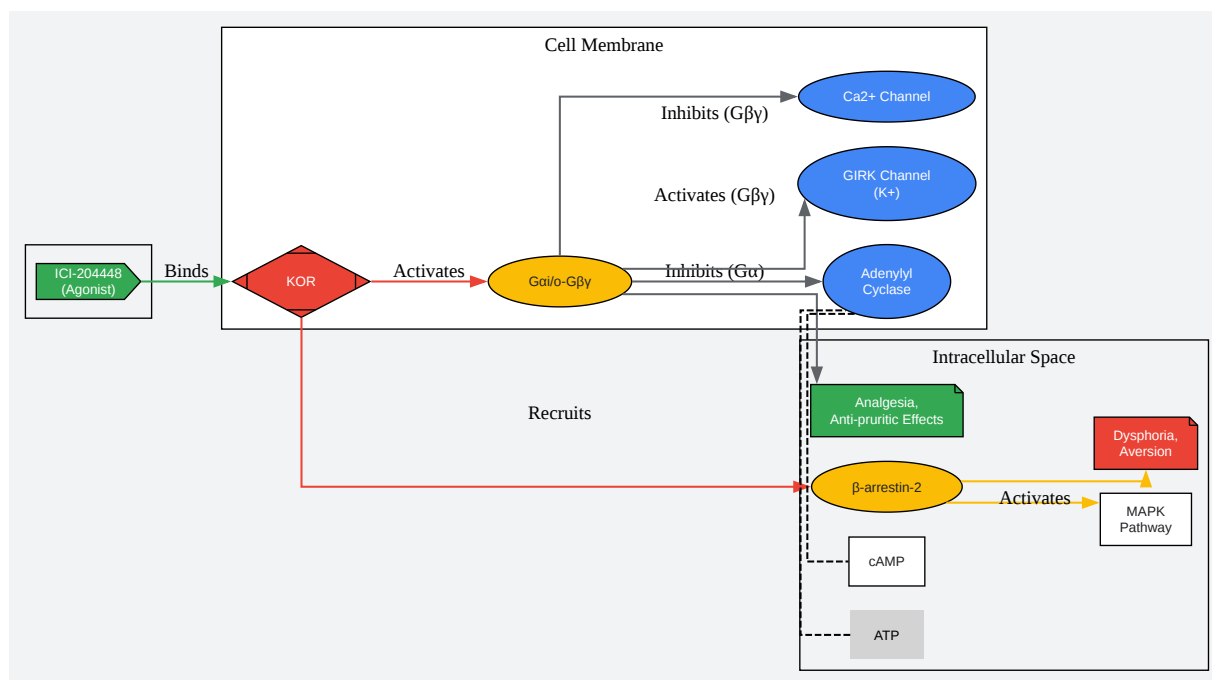 Cell Membrane
Ca2+ Channel
Inhibits (Gβγ)
GIRK Channel
(K+)
Activates (Gβγ)
ICI-204448
(Agonist)
Binds
KOR
Activates
Gαi/o-Gβγ
Inhibits (Gα)
Adenylyl
Cyclase
Intracellular Space
Analgesia,
Anti-pruritic Effects
Recruits
Dysphoria,
Aversion
β-arrestin-2
Activates
MAPK
Pathway
cAMP
ATP